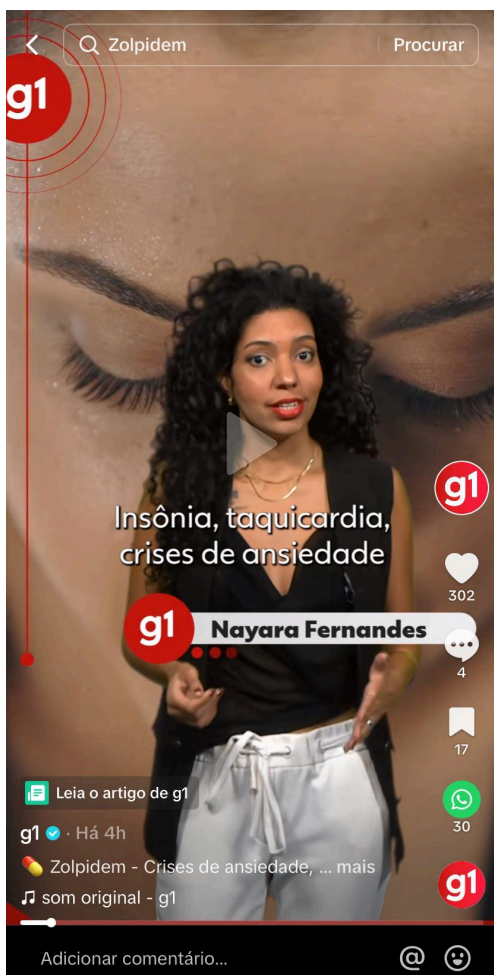 Zolpidem
Procurar
g1
Insônia, taquicardia,
crises de ansiedade
g1
g1 Nayara Fernandes
302
4
17
Leia o artigo de g1
30
g1 · Há 4h
💊 Zolpidem - Crises de ansiedade, ... mais
♫ som original - g1
g1
Adicionar comentário...
@